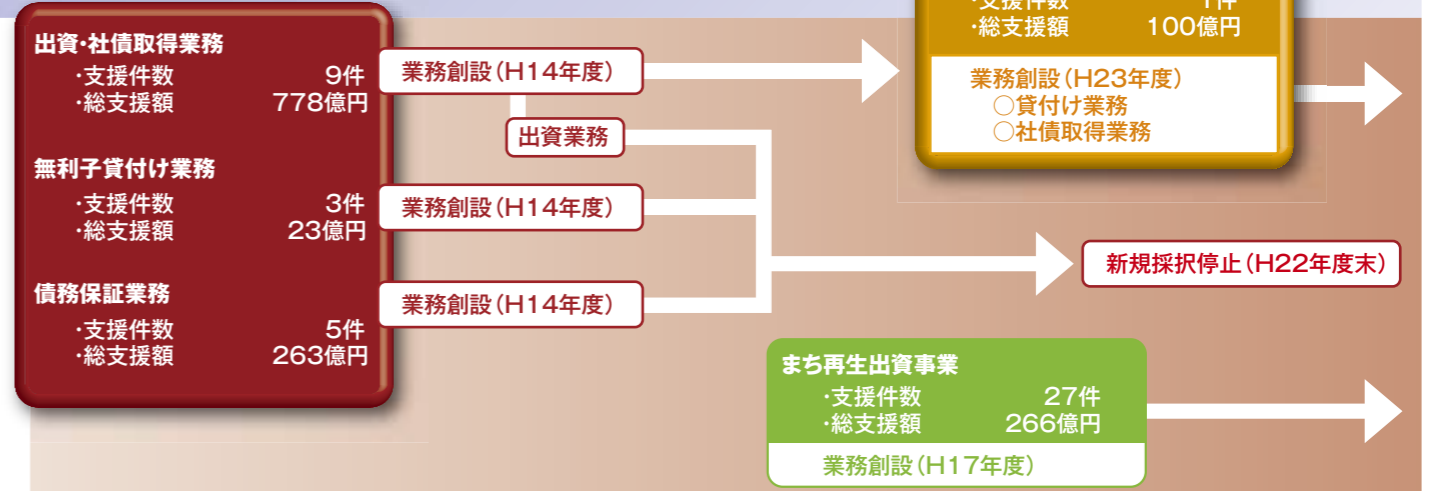 出資・社債取得業務
・支援件数 9件
・総支援額 778億円
無利子貸付け業務
・支援件数 3件
・総支援額 23億円
債務保証業務
・支援件数 5件
・総支援額 263億円
業務創設（H14年度）
出資業務
業務創設（H14年度）
業務創設（H14年度）
・支援件数 1件
・総支援額 100億円
業務創設（H23年度）
○貸付け業務
○社債取得業務
新規採択停止（H22年度末）
まち再生出資事業
・支援件数 27件
・総支援額 266億円
業務創設（H17年度）